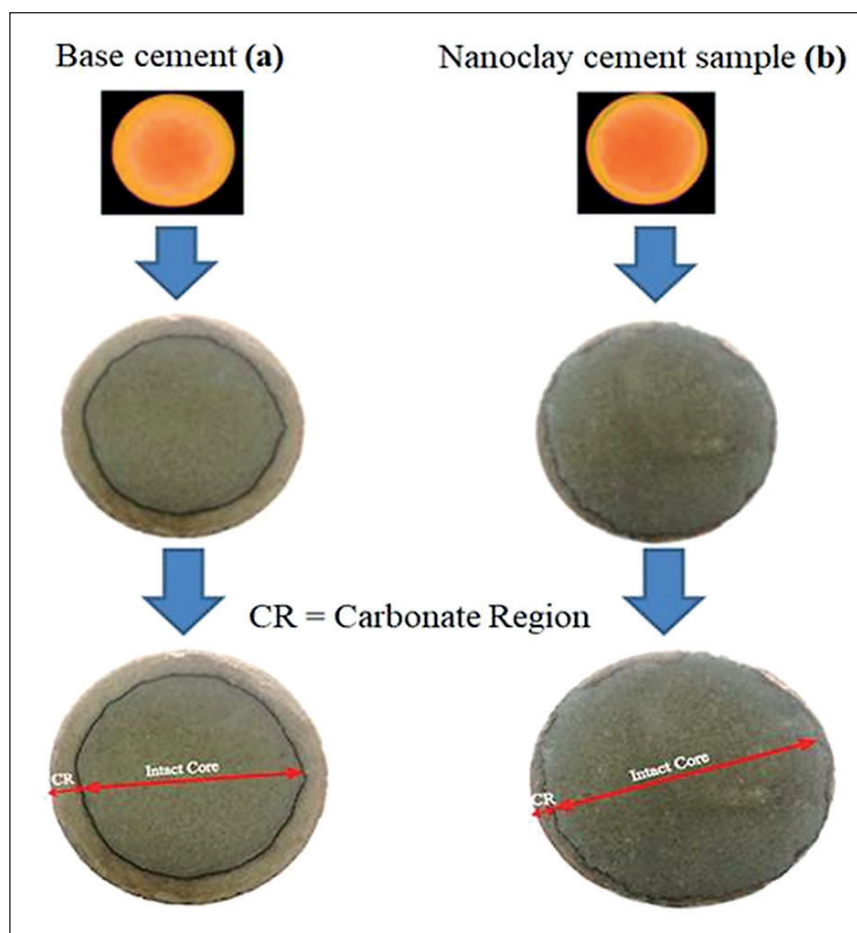 Base cement (a)
Nanoclay cement sample (b)
CR = Carbonate Region
CR
Intact Core
CR
Intact Core